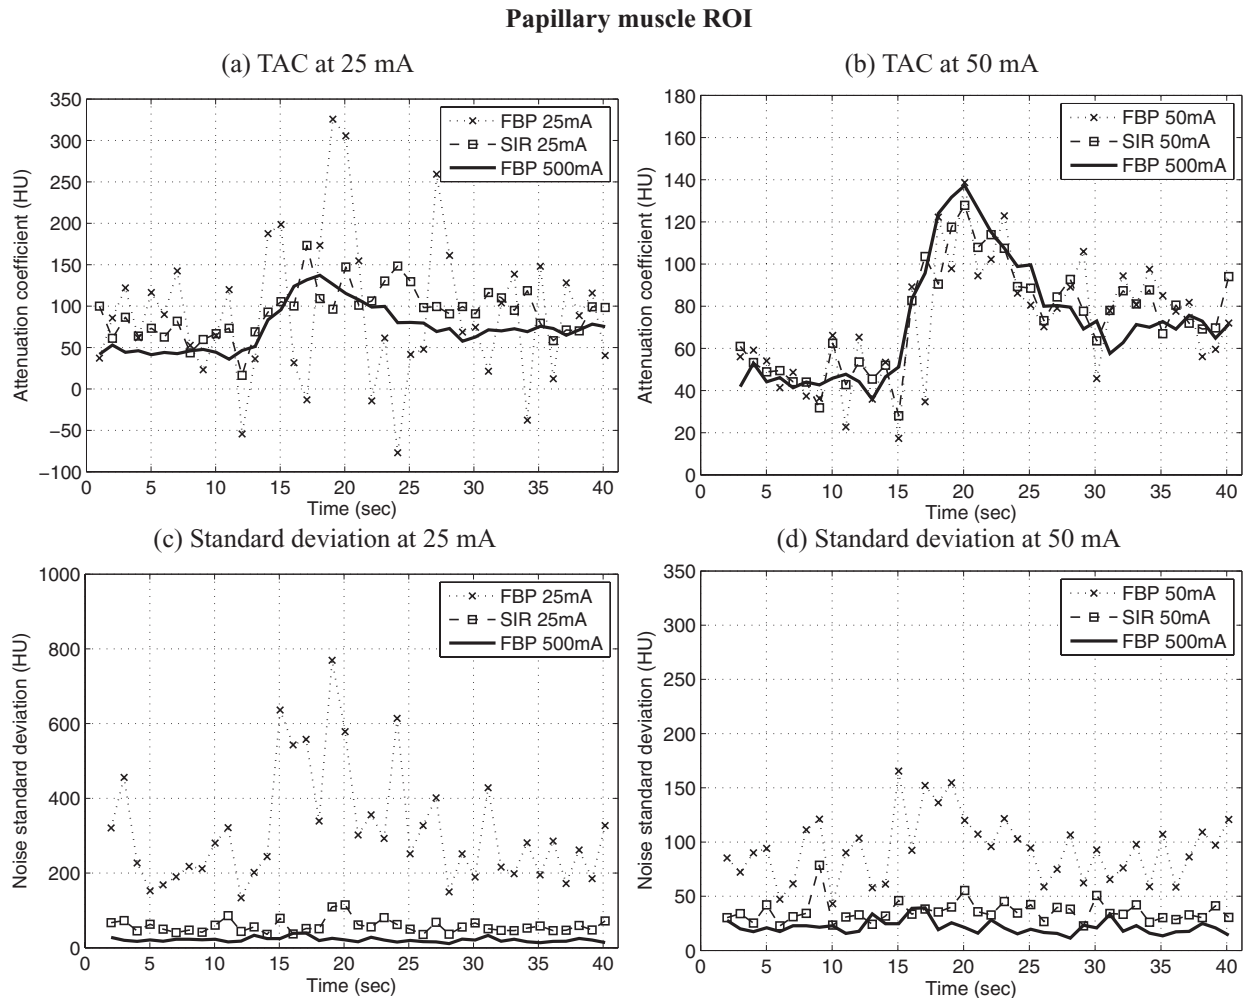 Papillary muscle ROI
(a) TAC at 25 mA
350
300
250
200
150
100
50
0
−50
−100
Attenuation coefficient (HU)
FBP 25mA
SIR 25mA
FBP 500mA
0 5 10 15 20 25 30 35 40
Time (sec)
(b) TAC at 50 mA
180
160
140
120
100
80
60
40
20
0
Attenuation coefficient (HU)
FBP 50mA
SIR 50mA
FBP 500mA
0 5 10 15 20 25 30 35 40
Time (sec)
(c) Standard deviation at 25 mA
1000
800
600
400
200
0
Noise standard deviation (HU)
FBP 25mA
SIR 25mA
FBP 500mA
0 5 10 15 20 25 30 35 40
Time (sec)
(d) Standard deviation at 50 mA
350
300
250
200
150
100
50
0
Noise standard deviation (HU)
FBP 50mA
SIR 50mA
FBP 500mA
0 5 10 15 20 25 30 35 40
Time (sec)